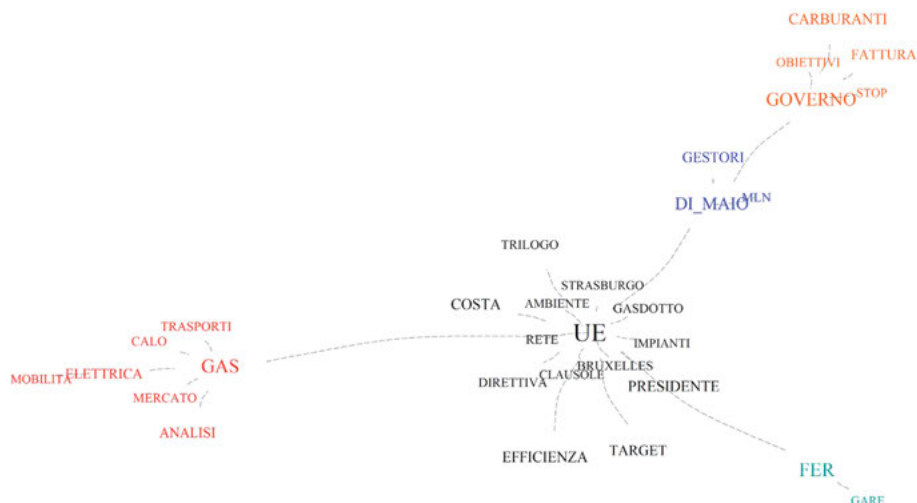 CARBURANTI
OBIETTIVI
FATTURA
GOVERNO
STOP
GESTORI
DI_MAIO
MLN
TRILOGO
STRASBURGO
COSTA
AMBIENTE
GASDOTTO
UE
TRASPORTI
CALO
RETE
IMPIANTI
GAS
BRUXELLES
MOBILITÀ
ELETTRICA
CLAUSOLE
DIRETTIVA
PRESIDENTE
MERCATO
ANALISI
EFFICIENZA
TARGET
FER
GARE